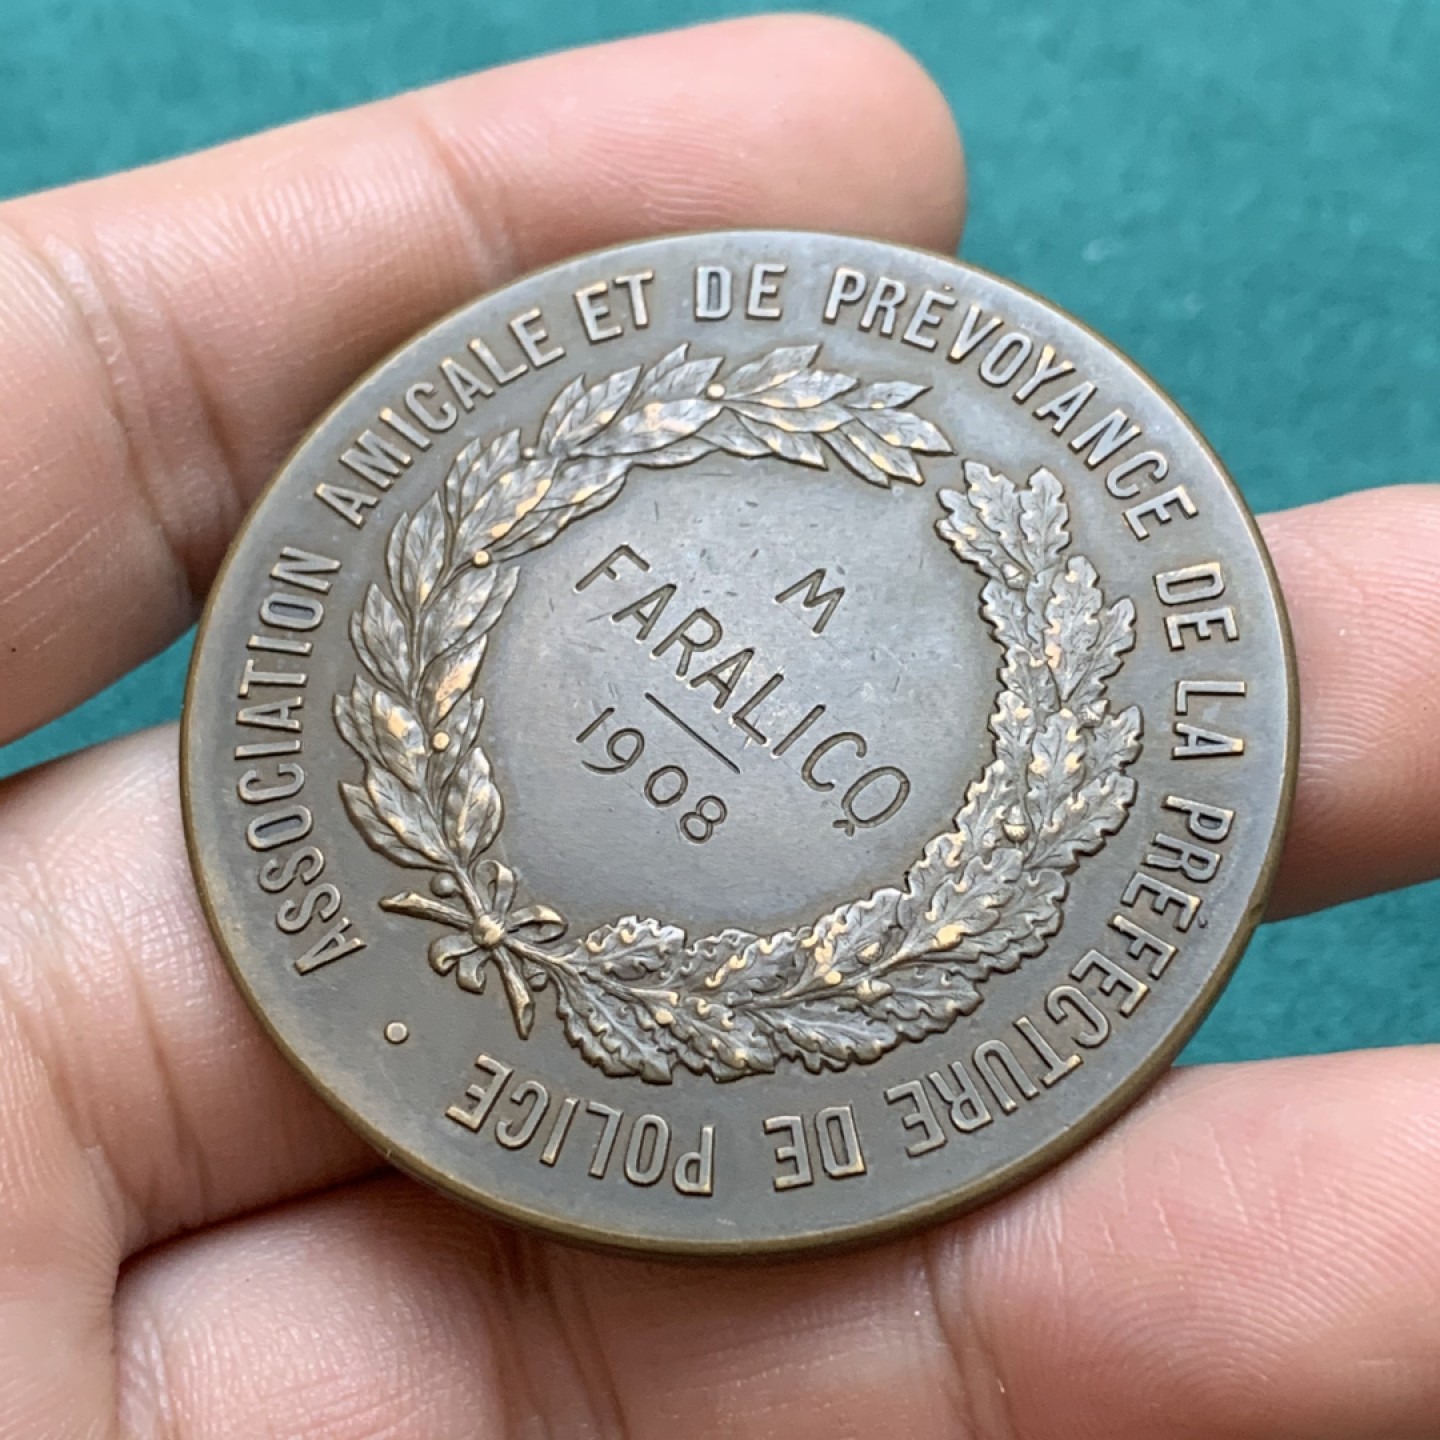 ASSOCIATION AMICALE ET DE PRÉVOYANCE DE LA PRÉFECTURE DE POLICE •
M
FARALICQ
1908